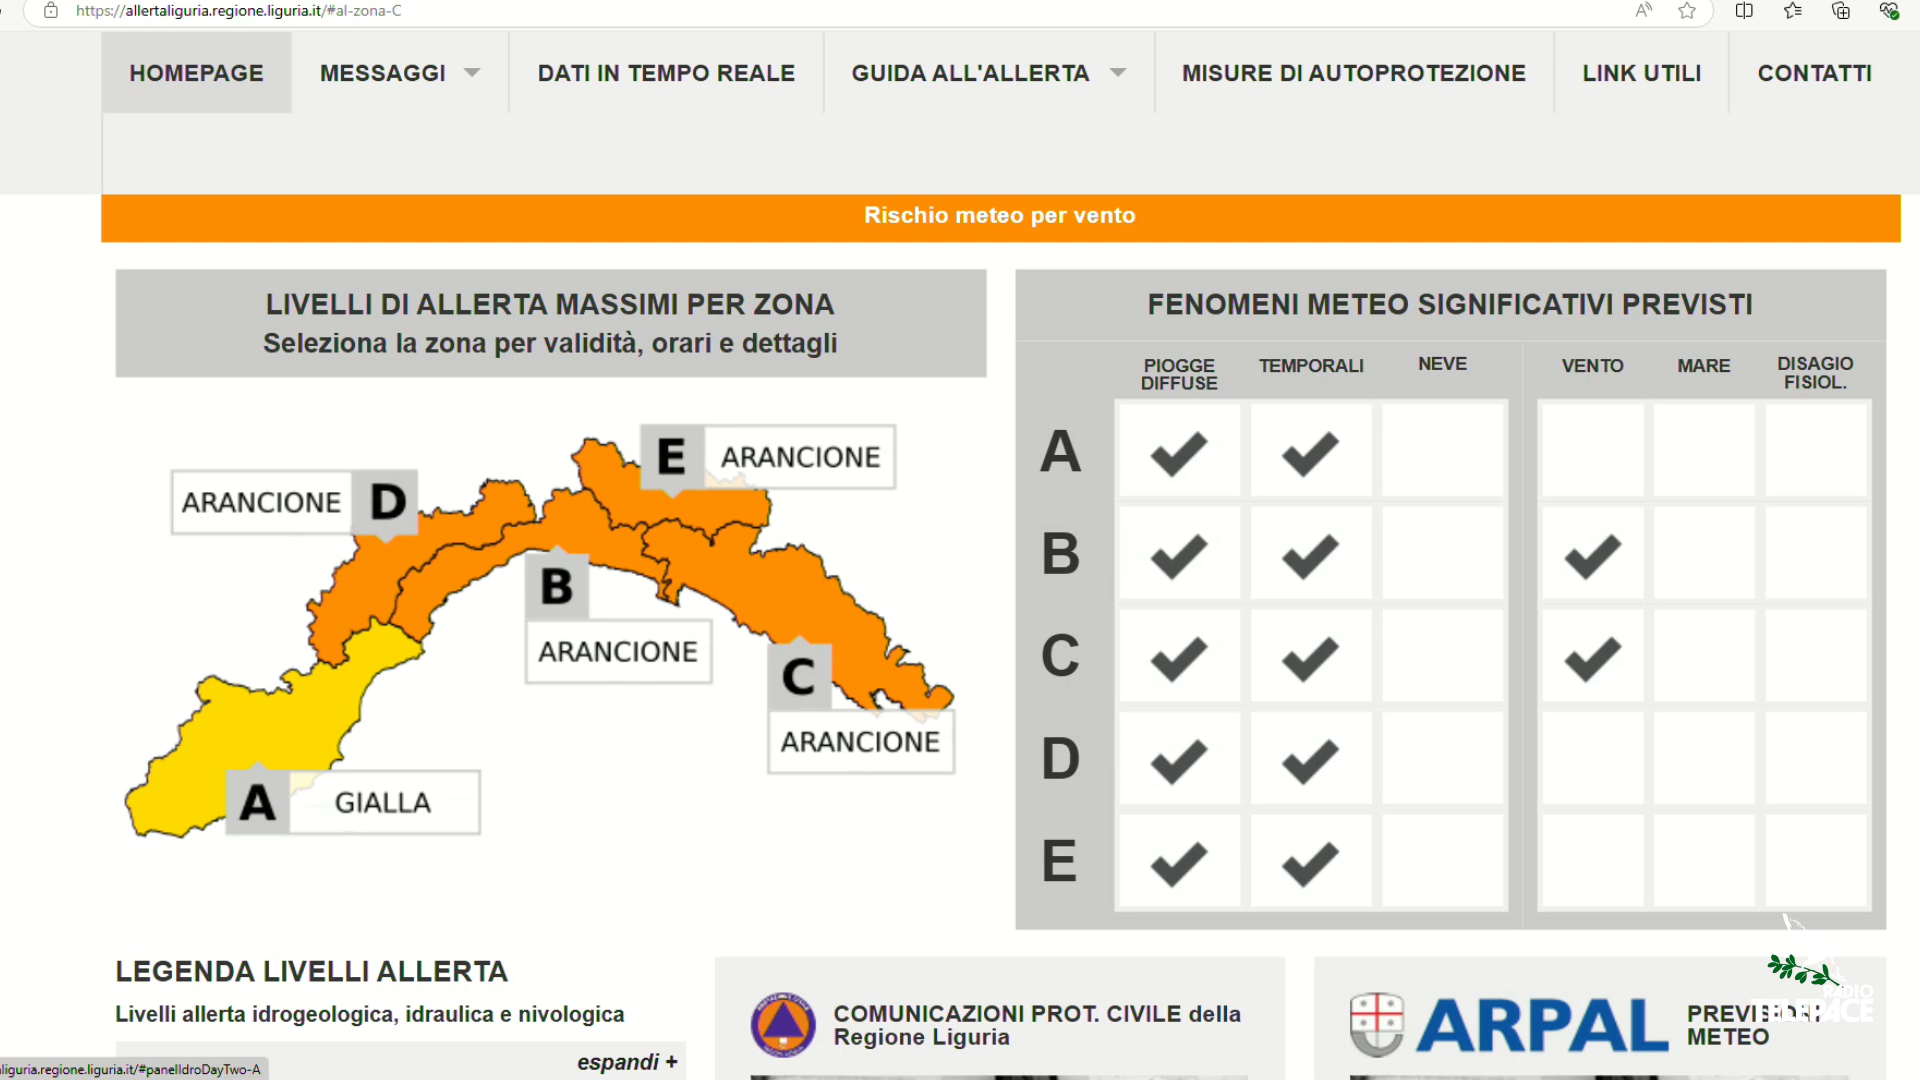 https://allertaliguria.regione.liguria.it/#al-zona-C
HOMEPAGE
MESSAGGI
DATI IN TEMPO REALE
GUIDA ALL'ALLERTA
MISURE DI AUTOPROTEZIONE
LINK UTILI
CONTATTI
Rischio meteo per vento
LIVELLI DI ALLERTA MASSIMI PER ZONA
Seleziona la zona per validità, orari e dettagli
E ARANCIONE
ARANCIONE D
B
ARANCIONE
C
ARANCIONE
A GIALLA
FENOMENI METEO SIGNIFICATIVI PREVISTI
PIOGGE
DIFFUSE
TEMPORALI
NEVE
VENTO
MARE
DISAGIO
FISIOL.
A
B
C
D
E
LEGENDA LIVELLI ALLERTA
Livelli allerta idrogeologica, idraulica e nivologica
espandi +
COMUNICAZIONI PROT. CIVILE della
Regione Liguria
ARPAL
METEO
RADIO
TELEPACE
liguria.regione.liguria.it/#panelIdroDayTwo-A